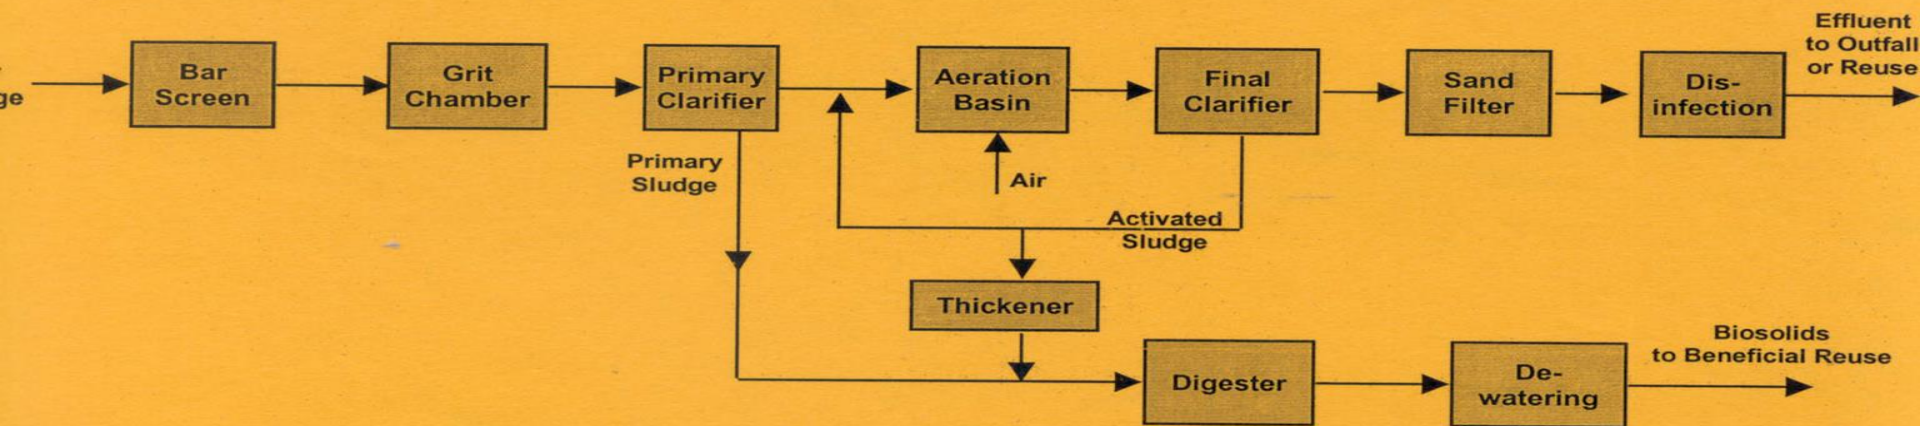 Effluent
to Outfall
or Reuse
Bar
Screen
Grit
Chamber
Primary
Clarifier
Aeration
Basin
Final
Clarifier
Sand
Filter
Dis-
infection
Primary
Sludge
Air
Activated
Sludge
Thickener
Biosolids
to Beneficial Reuse
Digester
De-
watering